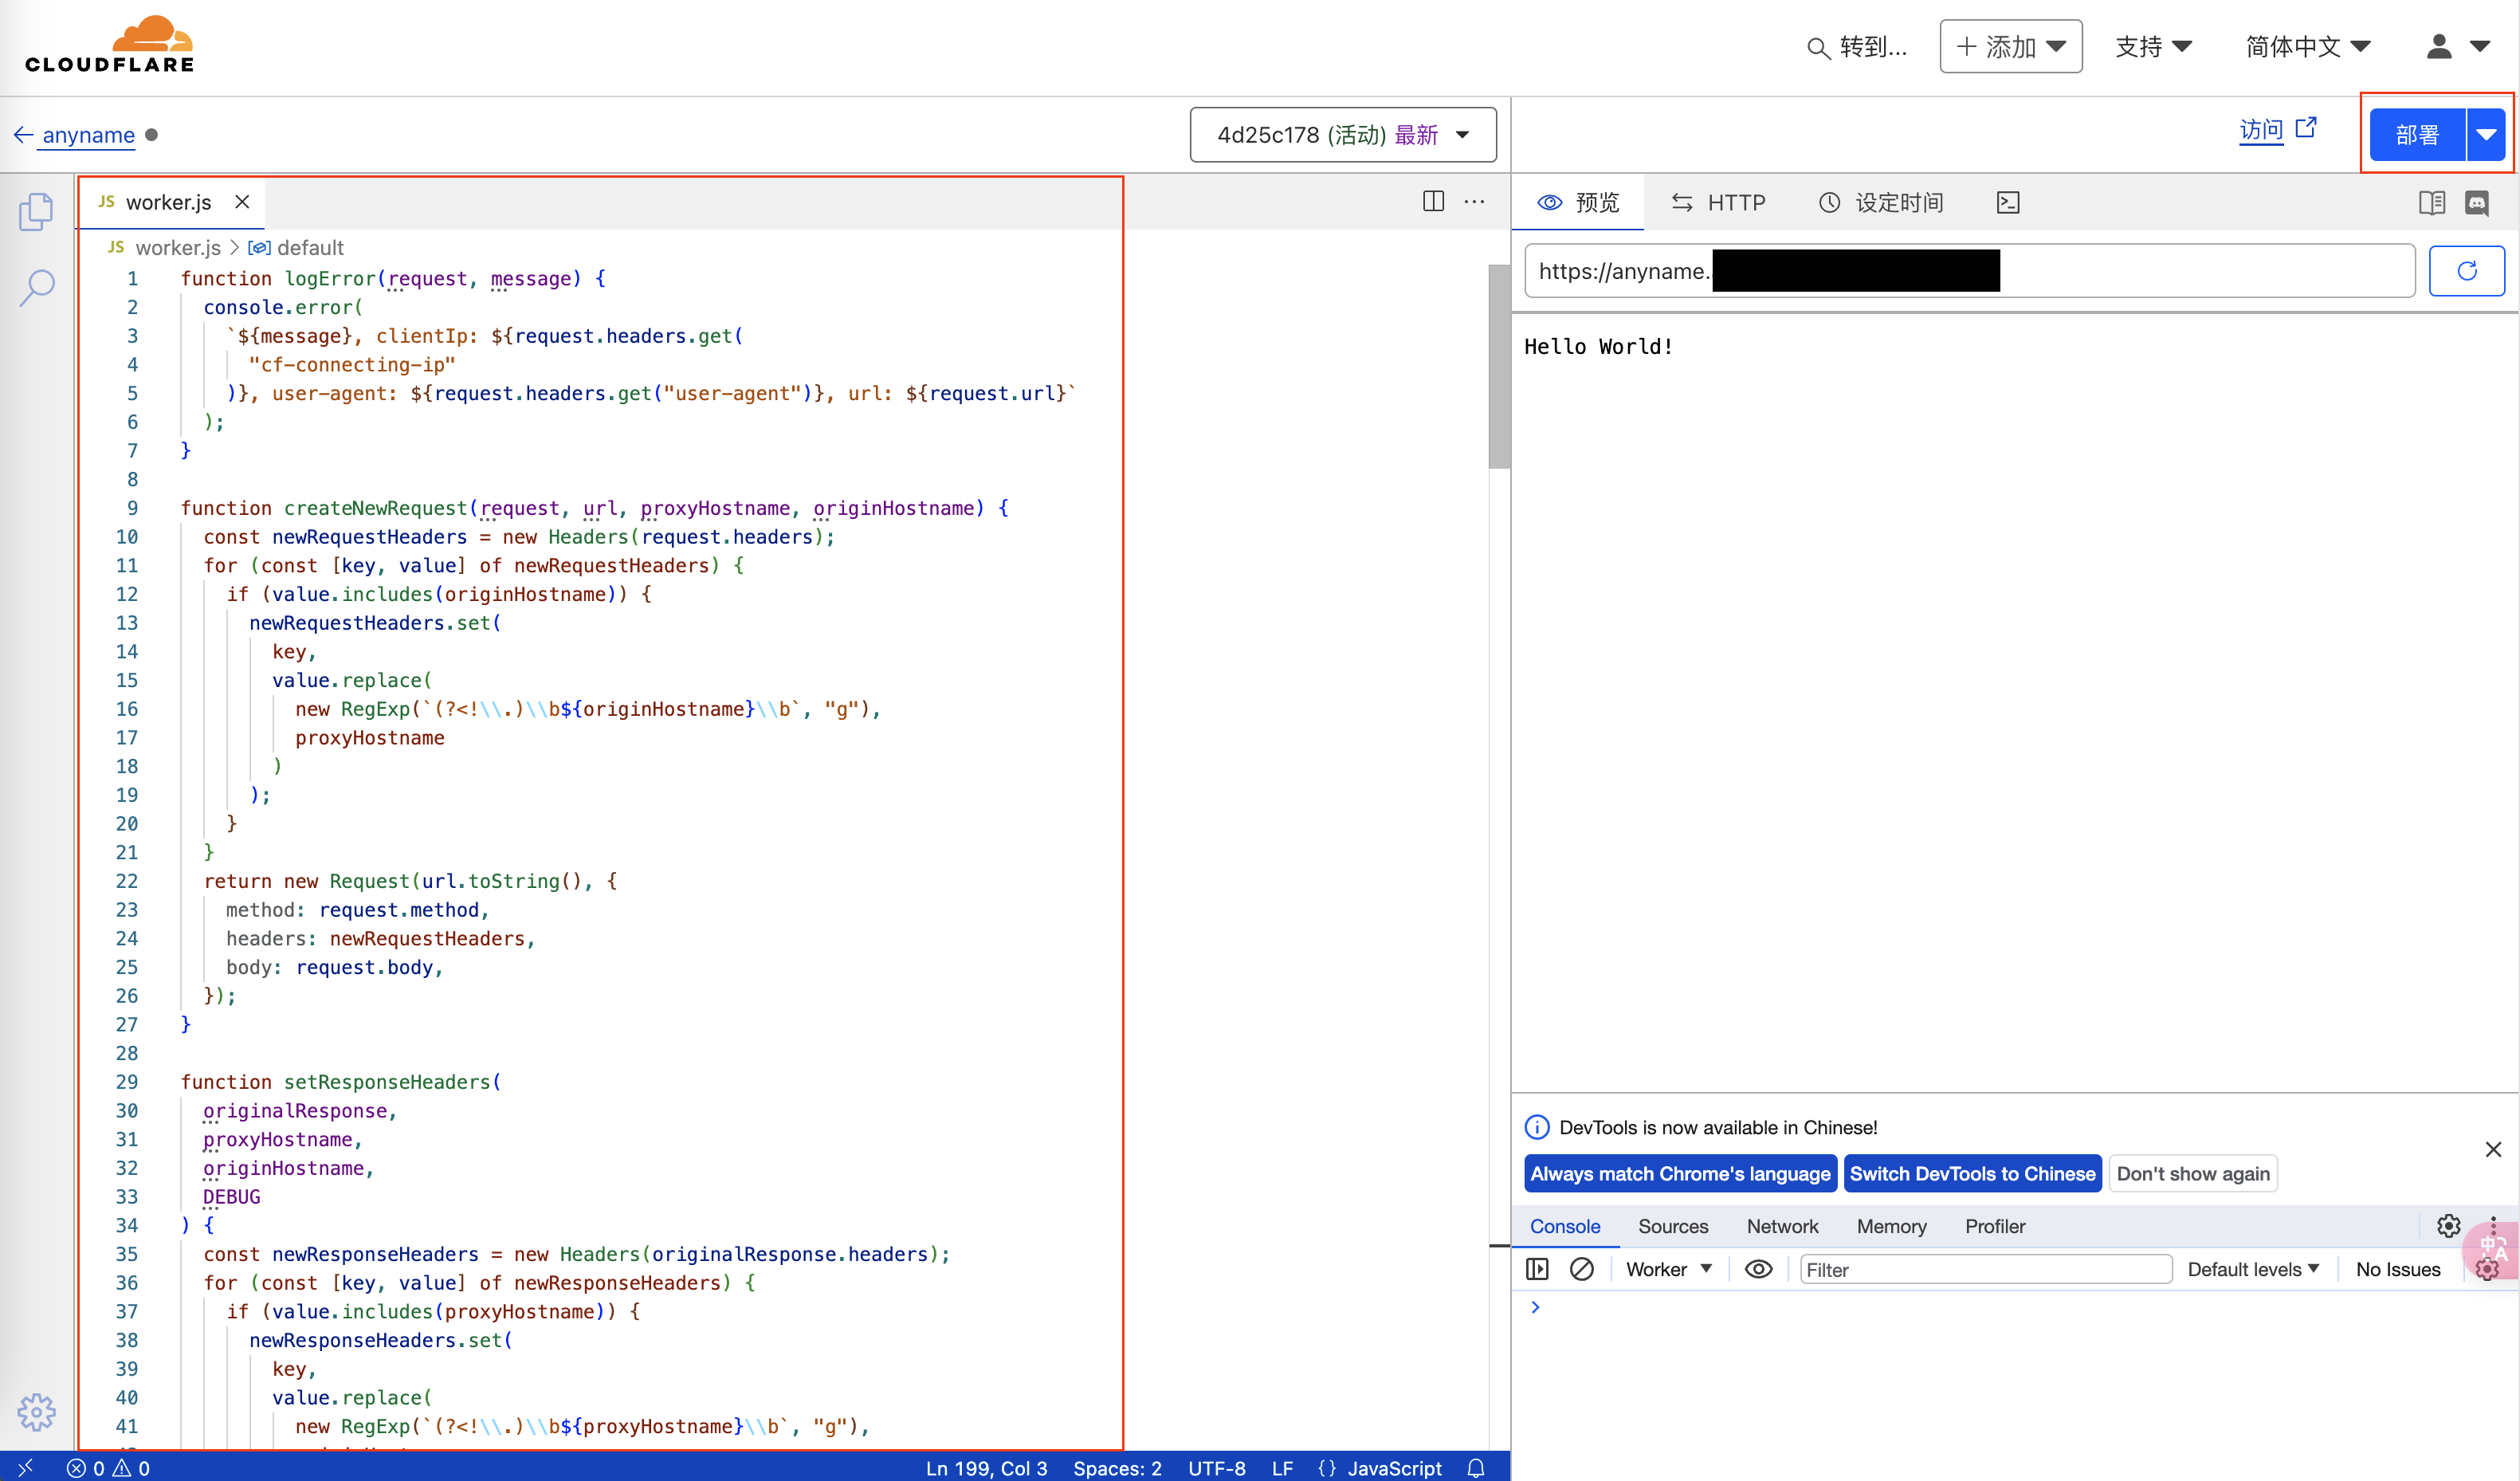 CLOUDFLARE
转到...
添加
支持
简体中文
anyname
4d25c178 (活动) 最新
访问
部署
JS worker.js
JS worker.js > default
1 function logError(request, message) {
2 console.error(
3 `${message}, clientIp: ${request.headers.get(
4 "cf-connecting-ip"
5 )}, user-agent: ${request.headers.get("user-agent")}, url: ${request.url}`
6 );
7 }
8
9 function createNewRequest(request, url, proxyHostname, originHostname) {
10 const newRequestHeaders = new Headers(request.headers);
11 for (const [key, value] of newRequestHeaders) {
12 if (value.includes(originHostname)) {
13 newRequestHeaders.set(
14 key,
15 value.replace(
16 new RegExp(`(?<!\\.)\\b${originHostname}\\b`, "g"),
17 proxyHostname
18 )
19 );
20 }
21 }
22 return new Request(url.toString(), {
23 method: request.method,
24 headers: newRequestHeaders,
25 body: request.body,
26 });
27 }
28
29 function setResponseHeaders(
30 originalResponse,
31 proxyHostname,
32 originHostname,
33 DEBUG
34 ) {
35 const newResponseHeaders = new Headers(originalResponse.headers);
36 for (const [key, value] of newResponseHeaders) {
37 if (value.includes(proxyHostname)) {
38 newResponseHeaders.set(
39 key,
40 value.replace(
41 new RegExp(`(?<!\\.)\\b${proxyHostname}\\b`, "g"),
预览
HTTP
设定时间
https://anyname.
Hello World!
DevTools is now available in Chinese!
Always match Chrome's language
Switch DevTools to Chinese
Don't show again
Console
Sources
Network
Memory
Profiler
Worker
Filter
Default levels
No Issues
中A
0
0
Ln 199, Col 3
Spaces: 2
UTF-8
LF
{} JavaScript